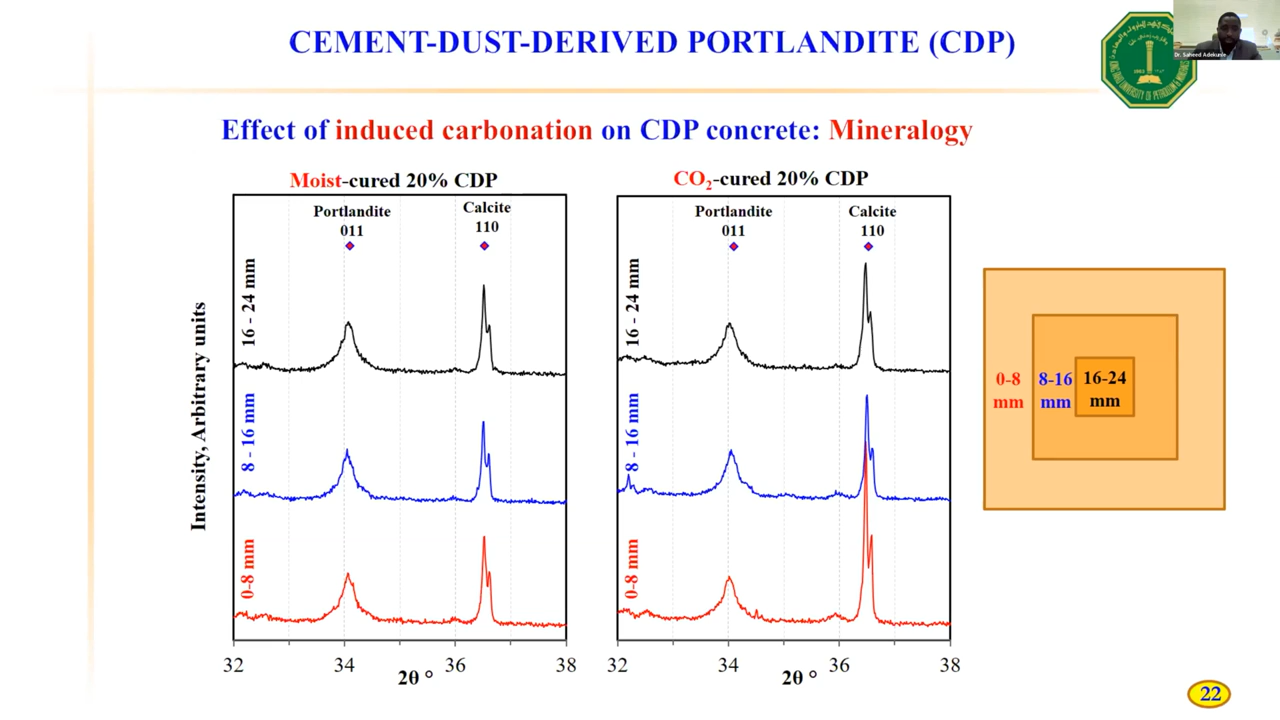 CEMENT-DUST-DERIVED PORTLANDITE (CDP)
Dr. Saheed Adekunle
Effect of induced carbonation on CDP concrete: Mineralogy
Moist-cured 20% CDP
Portlandite
011
Calcite
110
16 - 24 mm
8 - 16 mm
0-8 mm
Intensity, Arbitrary units
32 34 36 38
2θ °
CO₂-cured 20% CDP
Portlandite
011
Calcite
110
16 - 24 mm
8 - 16 mm
0-8 mm
32 34 36 38
2θ °
0-8
mm
8-16
mm
16-24
mm
22